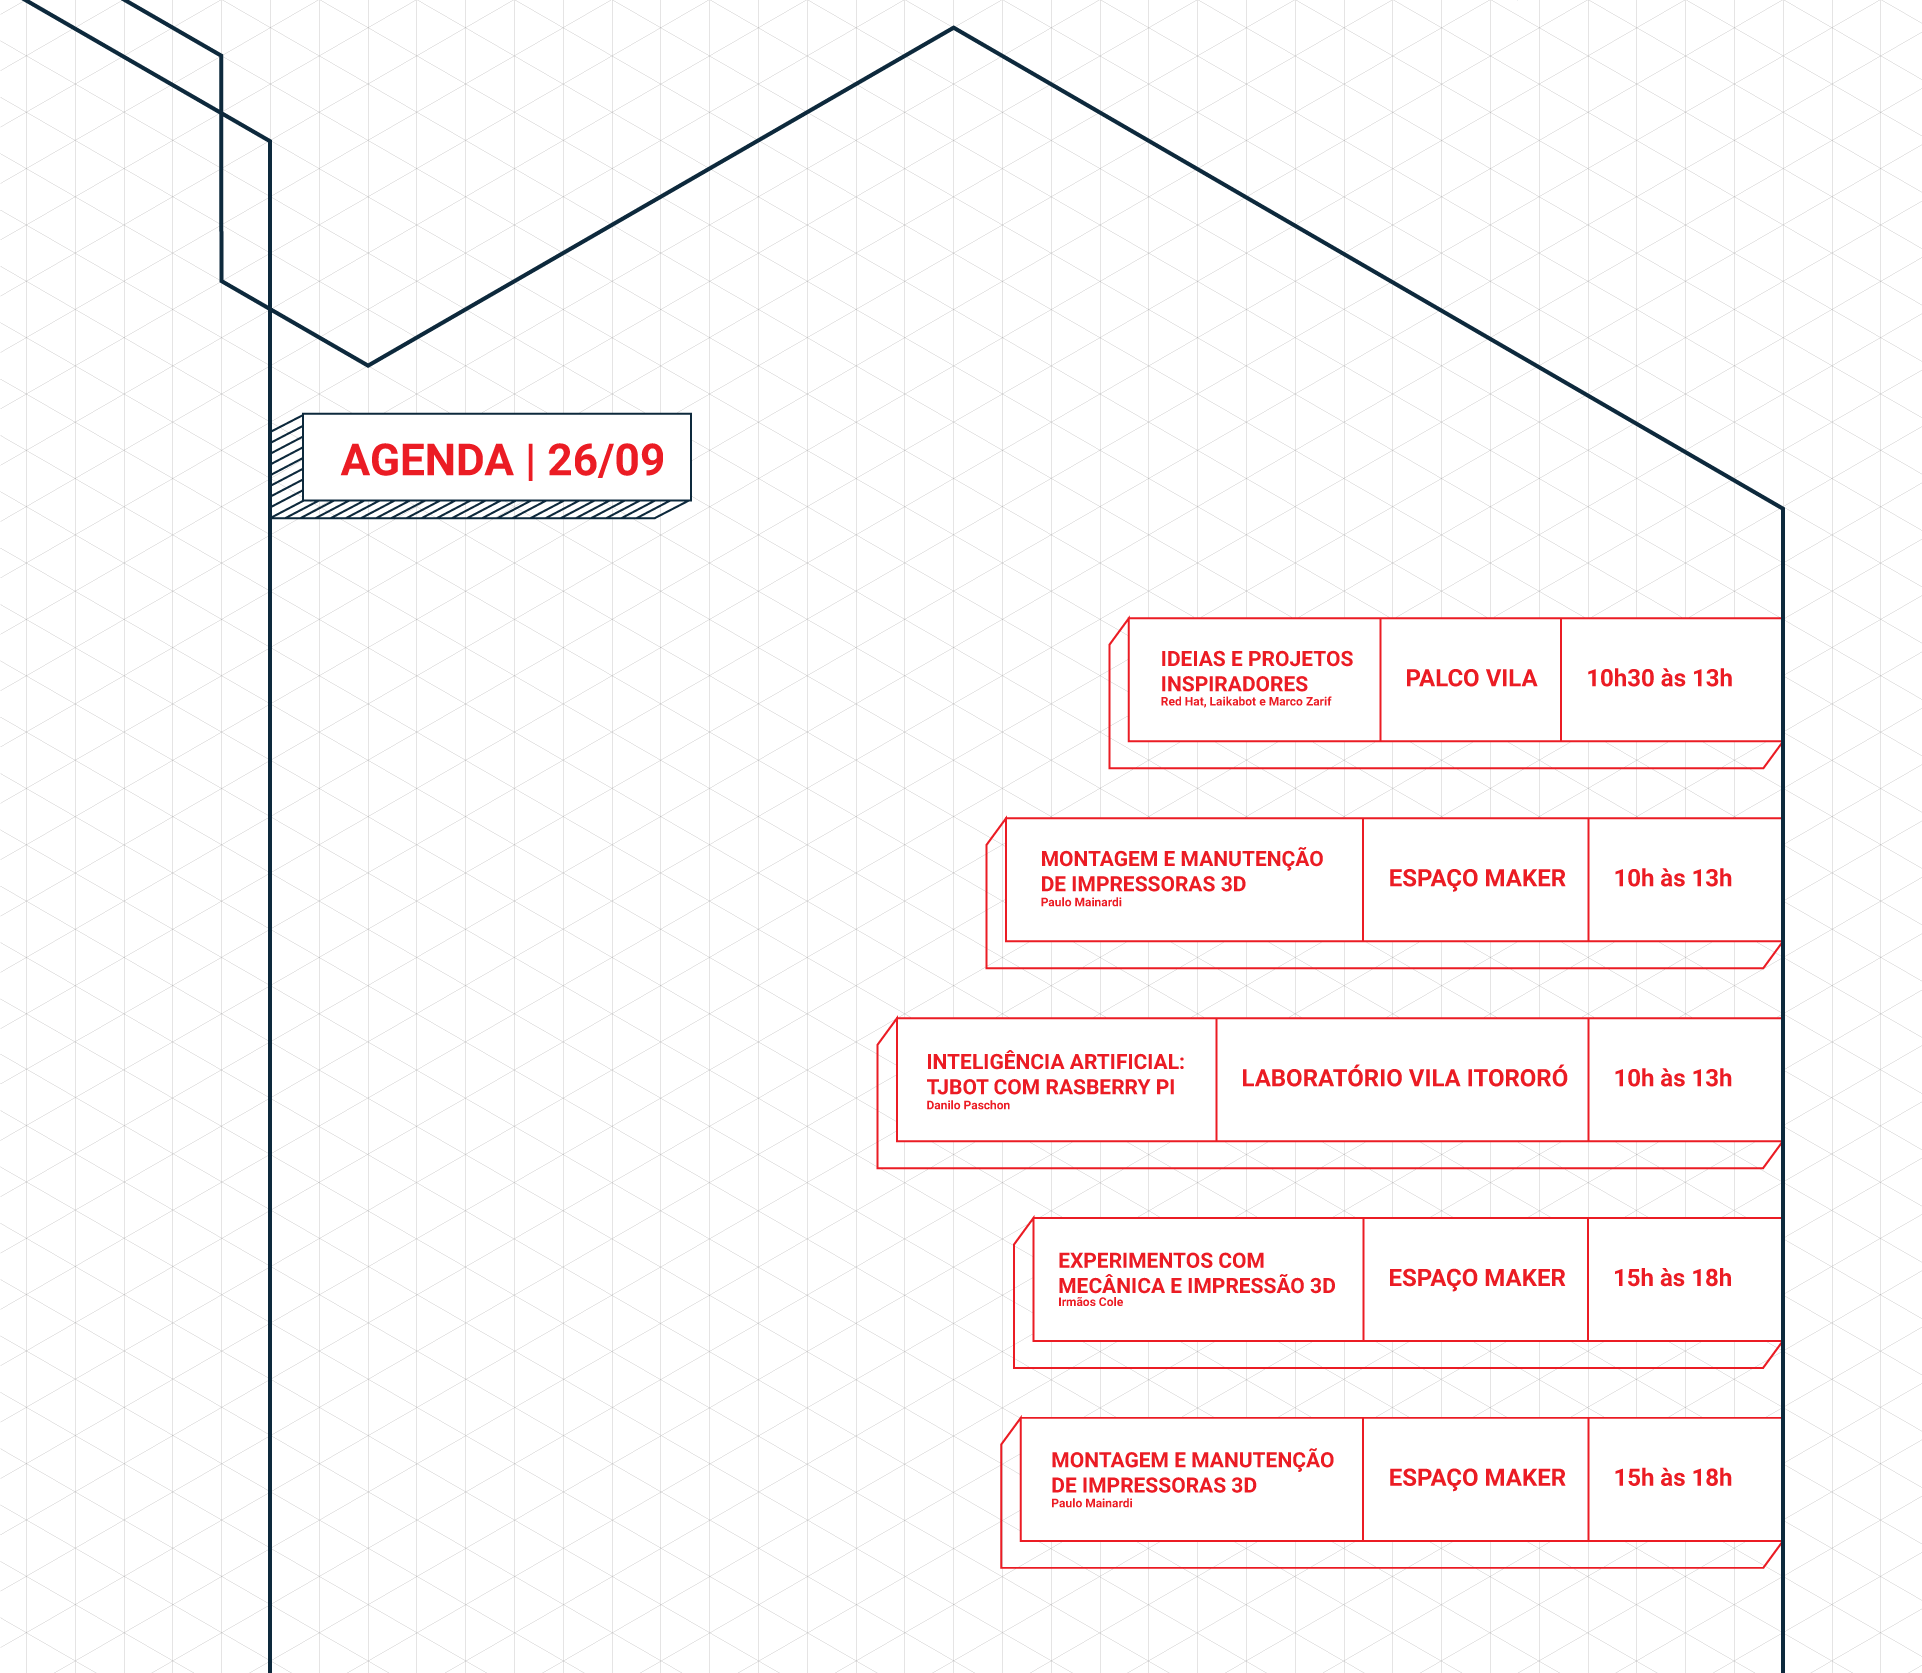 AGENDA | 26/09
IDEIAS E PROJETOS
INSPIRADORES
Red Hat, Laikabot e Marco Zarif
PALCO VILA
10h30 às 13h
MONTAGEM E MANUTENÇÃO
DE IMPRESSORAS 3D
Paulo Mainardi
ESPAÇO MAKER
10h às 13h
INTELIGÊNCIA ARTIFICIAL:
TJBOT COM RASBERRY PI
Danilo Paschon
LABORATÓRIO VILA ITORORÓ
10h às 13h
EXPERIMENTOS COM
MECÂNICA E IMPRESSÃO 3D
Irmãos Cole
ESPAÇO MAKER
15h às 18h
MONTAGEM E MANUTENÇÃO
DE IMPRESSORAS 3D
Paulo Mainardi
ESPAÇO MAKER
15h às 18h